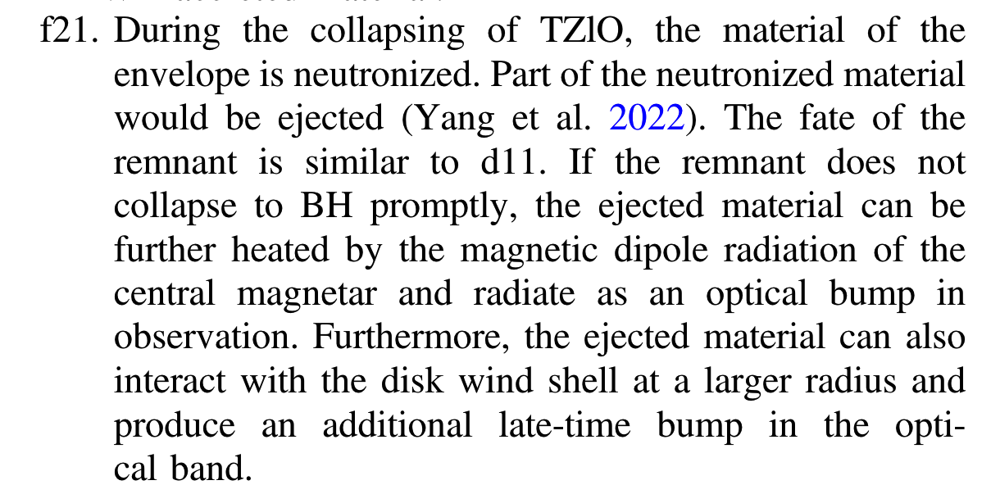 f21. During the collapsing of TZlO, the material of the
envelope is neutronized. Part of the neutronized material
would be ejected (Yang et al. 2022). The fate of the
remnant is similar to d11. If the remnant does not
collapse to BH promptly, the ejected material can be
further heated by the magnetic dipole radiation of the
central magnetar and radiate as an optical bump in
observation. Furthermore, the ejected material can also
interact with the disk wind shell at a larger radius and
produce an additional late-time bump in the opti-
cal band.